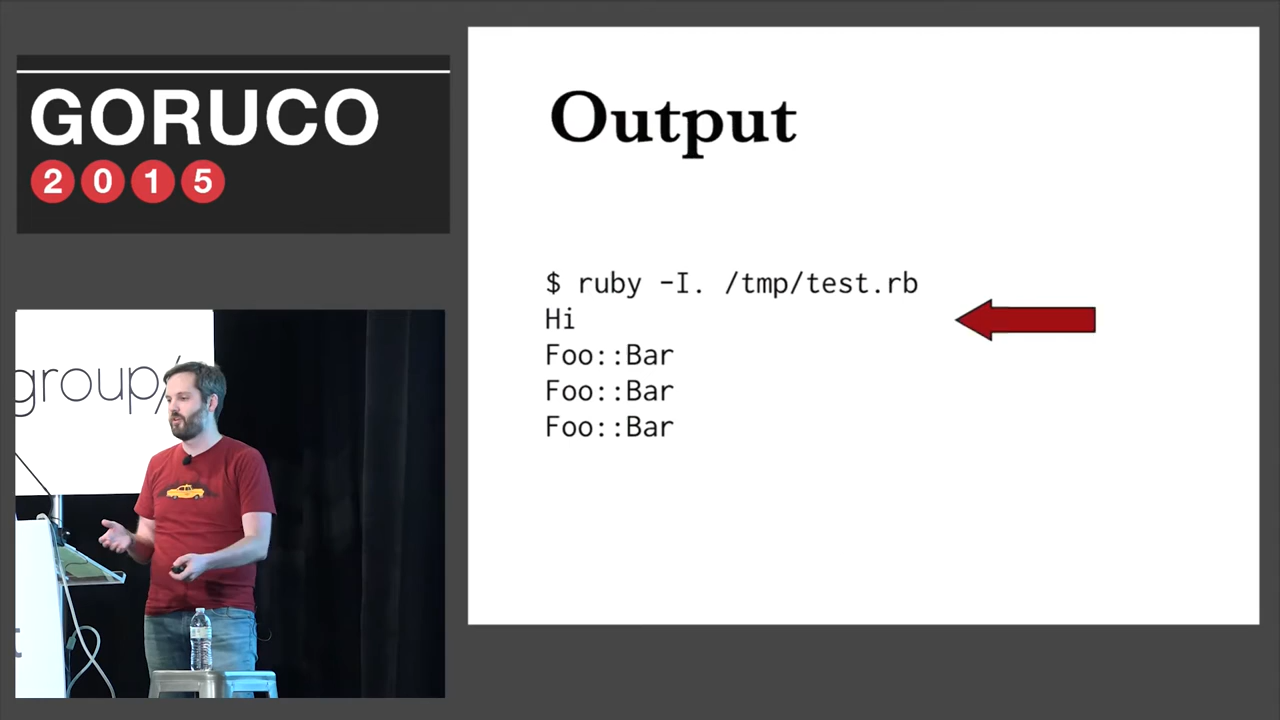 GORUCO
2015
group/
t
Output
$ ruby -I. /tmp/test.rb
Hi
Foo::Bar
Foo::Bar
Foo::Bar